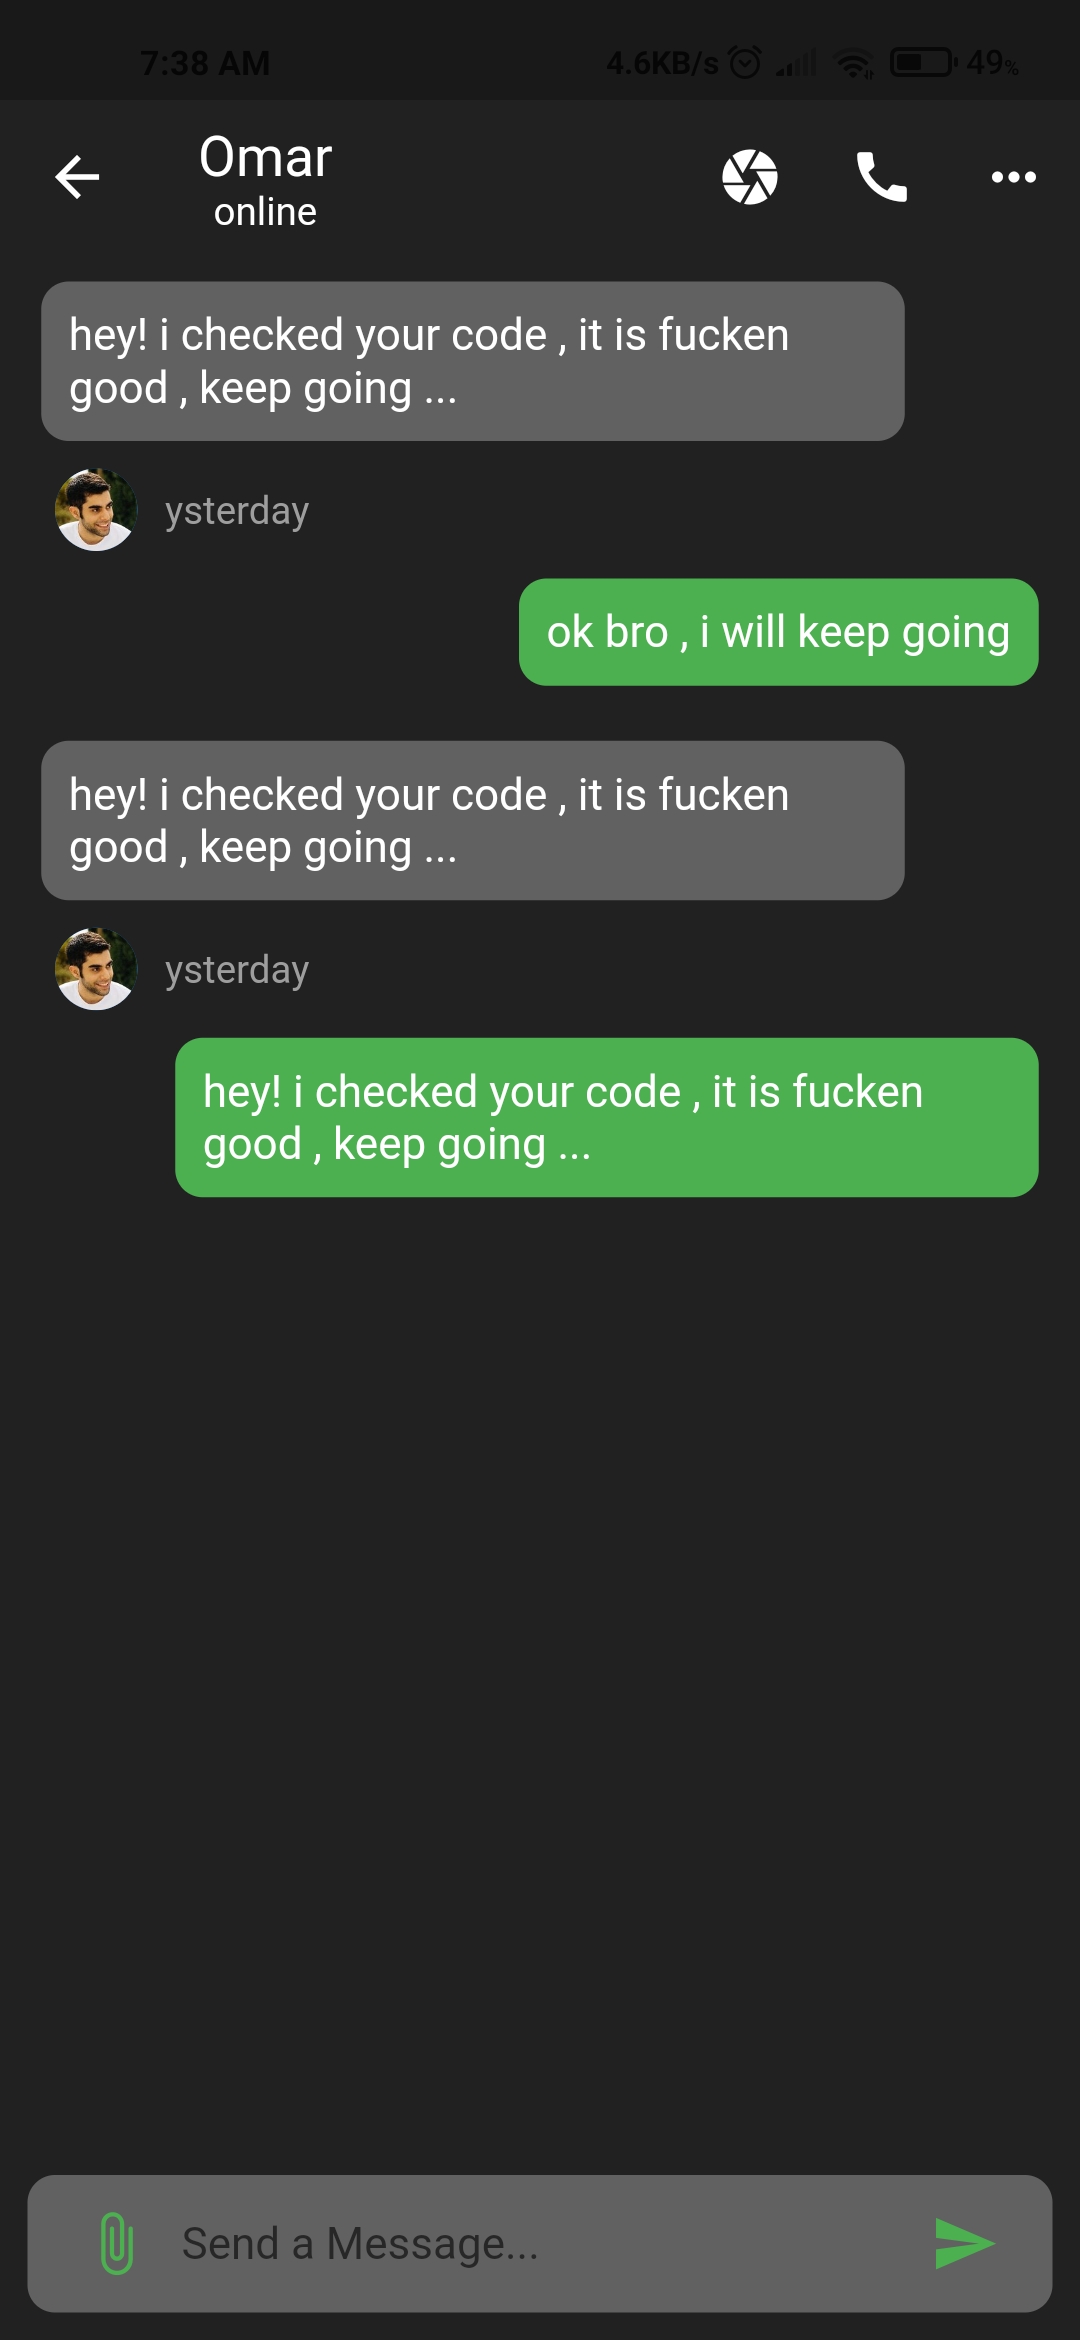 7:38 AM 4.6KB/s 49%
Omar
online
hey! i checked your code , it is fucken
good , keep going ...
ysterday
ok bro , i will keep going
hey! i checked your code , it is fucken
good , keep going ...
ysterday
hey! i checked your code , it is fucken
good , keep going ...
Send a Message...